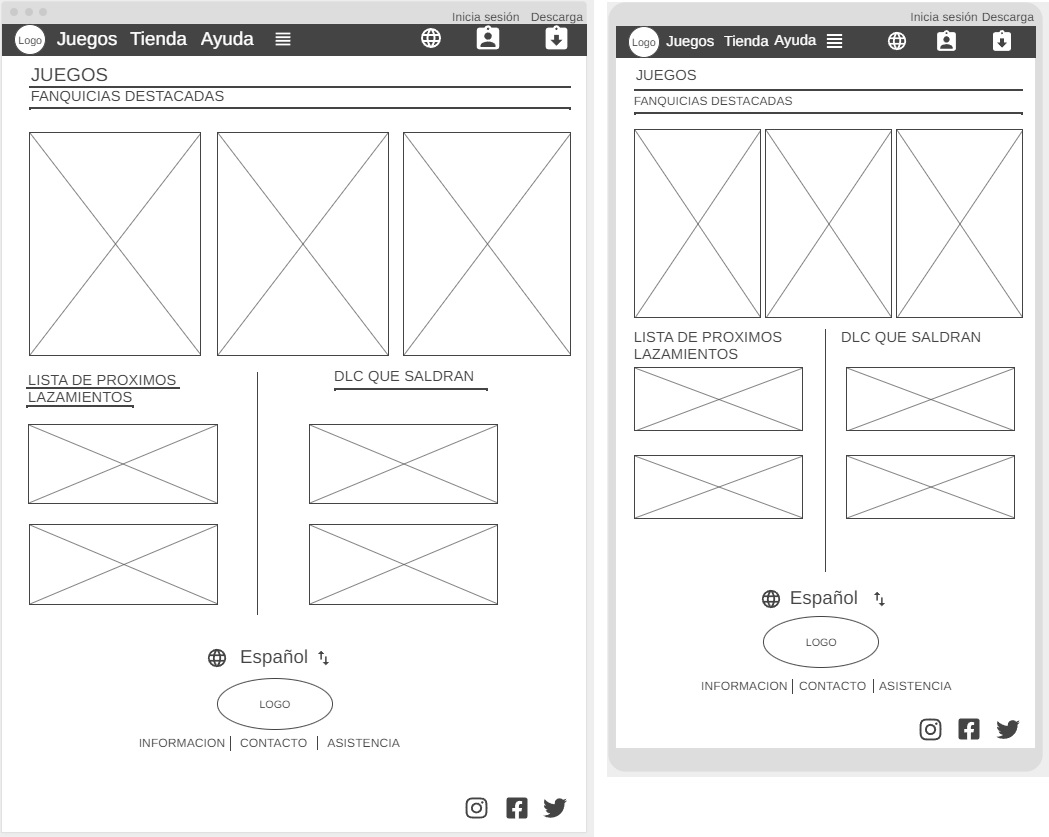 Inicia sesión Descarga
Logo Juegos Tienda Ayuda
JUEGOS
FANQUICIAS DESTACADAS
LISTA DE PROXIMOS
LAZAMIENTOS
DLC QUE SALDRAN
Español
LOGO
INFORMACION CONTACTO ASISTENCIA
Inicia sesión Descarga
Logo Juegos Tienda Ayuda
JUEGOS
FANQUICIAS DESTACADAS
LISTA DE PROXIMOS
LAZAMIENTOS
DLC QUE SALDRAN
Español
LOGO
INFORMACION CONTACTO ASISTENCIA